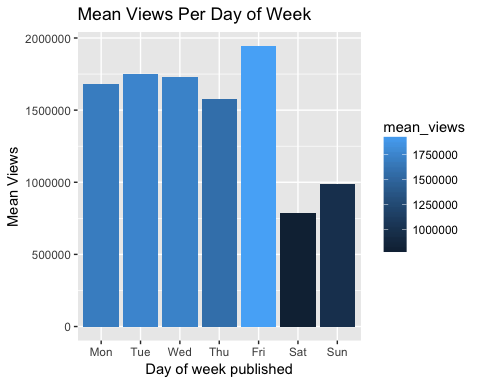 Mean Views Per Day of Week
2000000
1500000
1000000
500000
0
Mean Views
Mon Tue Wed Thu Fri Sat Sun
Day of week published
mean_views
1750000
1500000
1250000
1000000